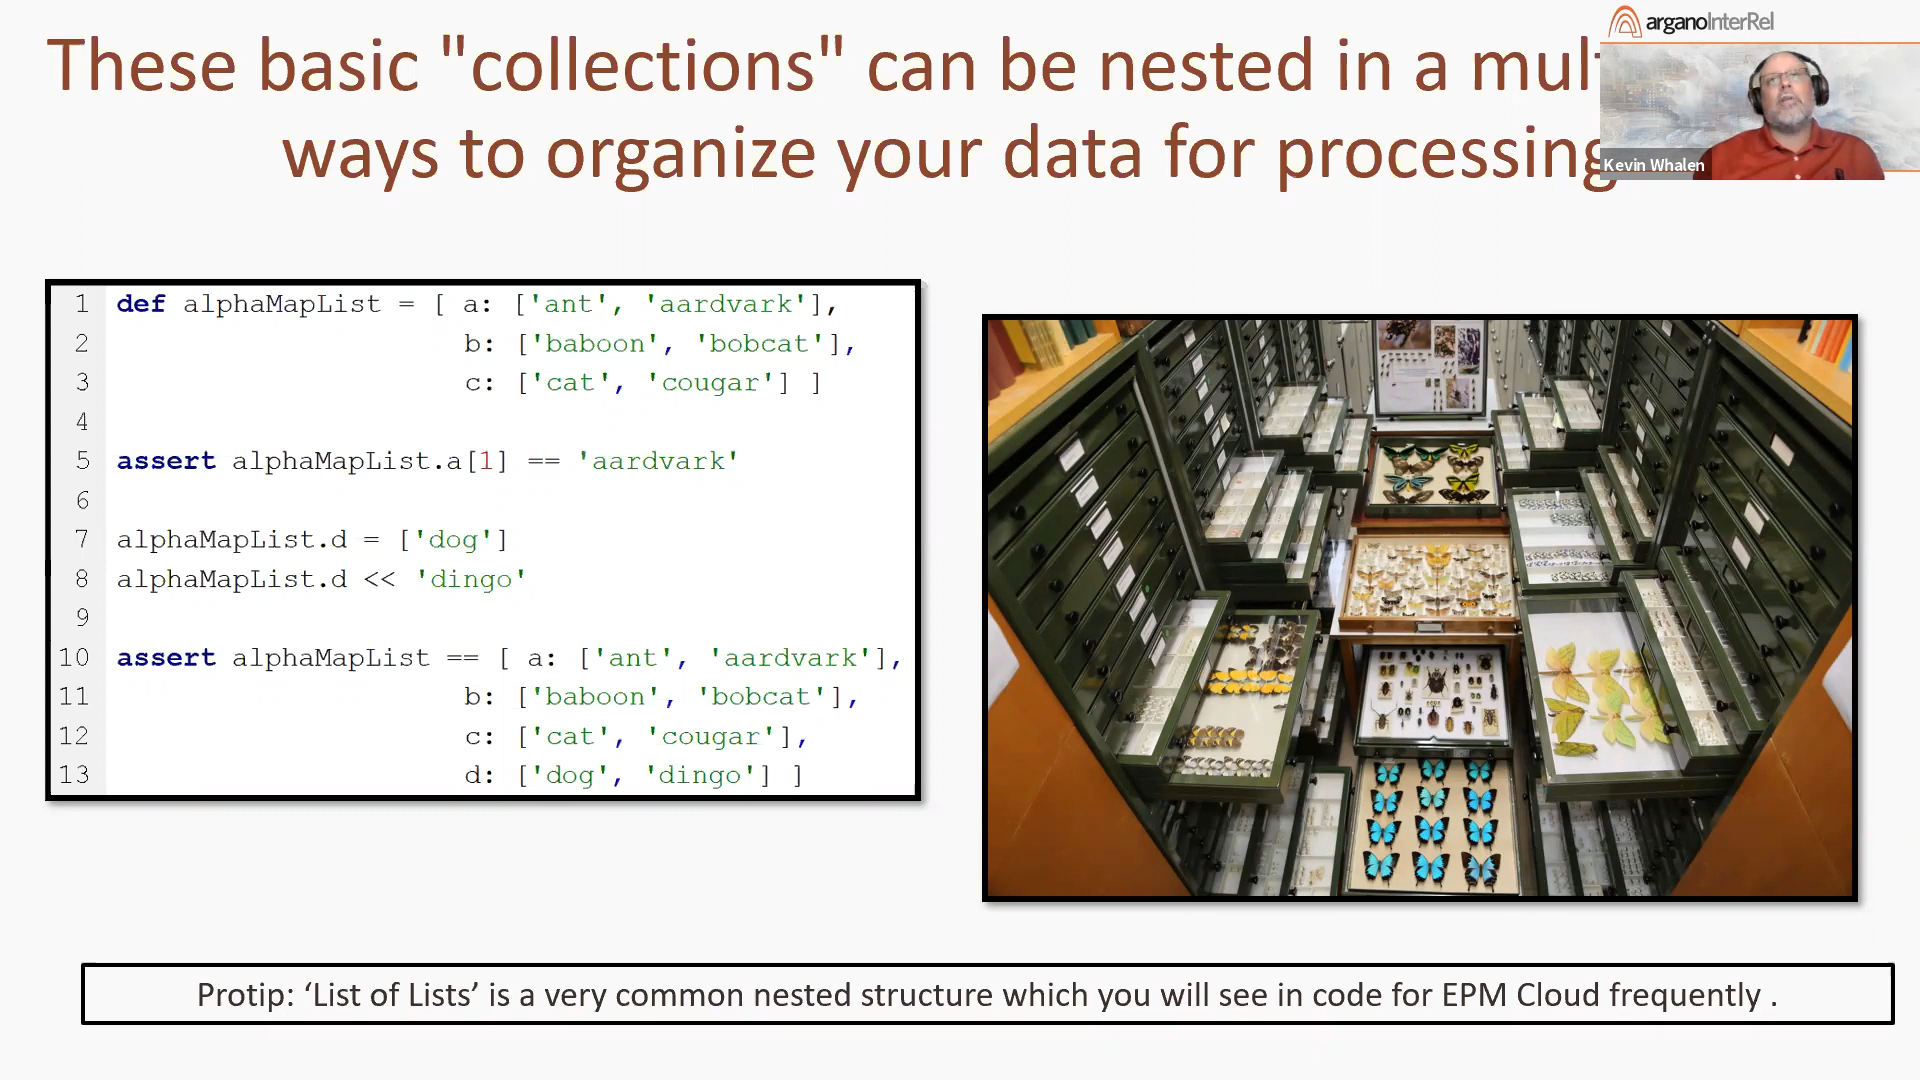 arganoInterRel
These basic "collections" can be nested in a mul
ways to organize your data for processing
Kevin Whalen
1 def alphaMapList = [ a: ['ant', 'aardvark'],
2 b: ['baboon', 'bobcat'],
3 c: ['cat', 'cougar'] ]
4
5 assert alphaMapList.a[1] == 'aardvark'
6
7 alphaMapList.d = ['dog']
8 alphaMapList.d << 'dingo'
9
10 assert alphaMapList == [ a: ['ant', 'aardvark'],
11 b: ['baboon', 'bobcat'],
12 c: ['cat', 'cougar'],
13 d: ['dog', 'dingo'] ]
Protip: ‘List of Lists’ is a very common nested structure which you will see in code for EPM Cloud frequently .